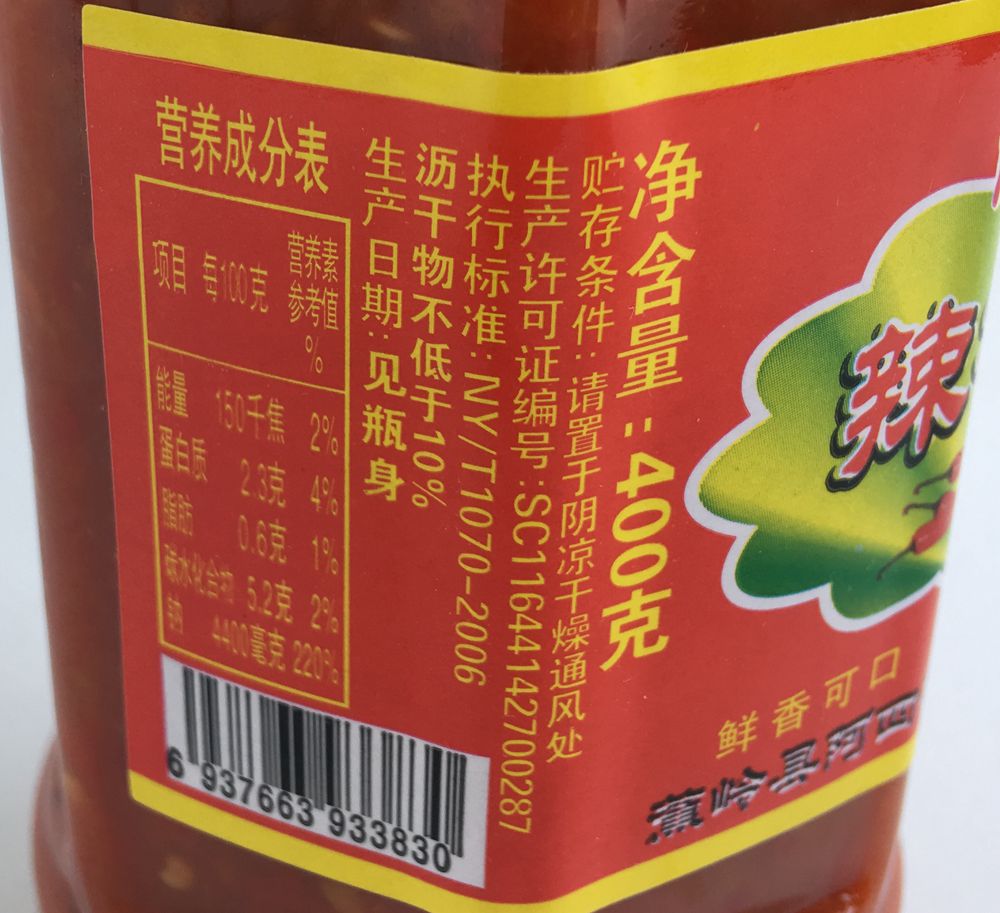 营养成分表
项目 每100克 营养素参考值%
能量 150千焦 2%
蛋白质 2.3克 4%
脂肪 0.6克 1%
碳水化合物 5.2克 2%
钠 4400毫克 220%
6 937663 933830
生产日期:见瓶身
沥干物不低于10%
执行标准:NY/T1070-2006
生产许可证编号:SC11644142700287
贮存条件:请置于阴凉干燥通风处
净含量:400克
辣
鲜香可口
蕉岭县阿四